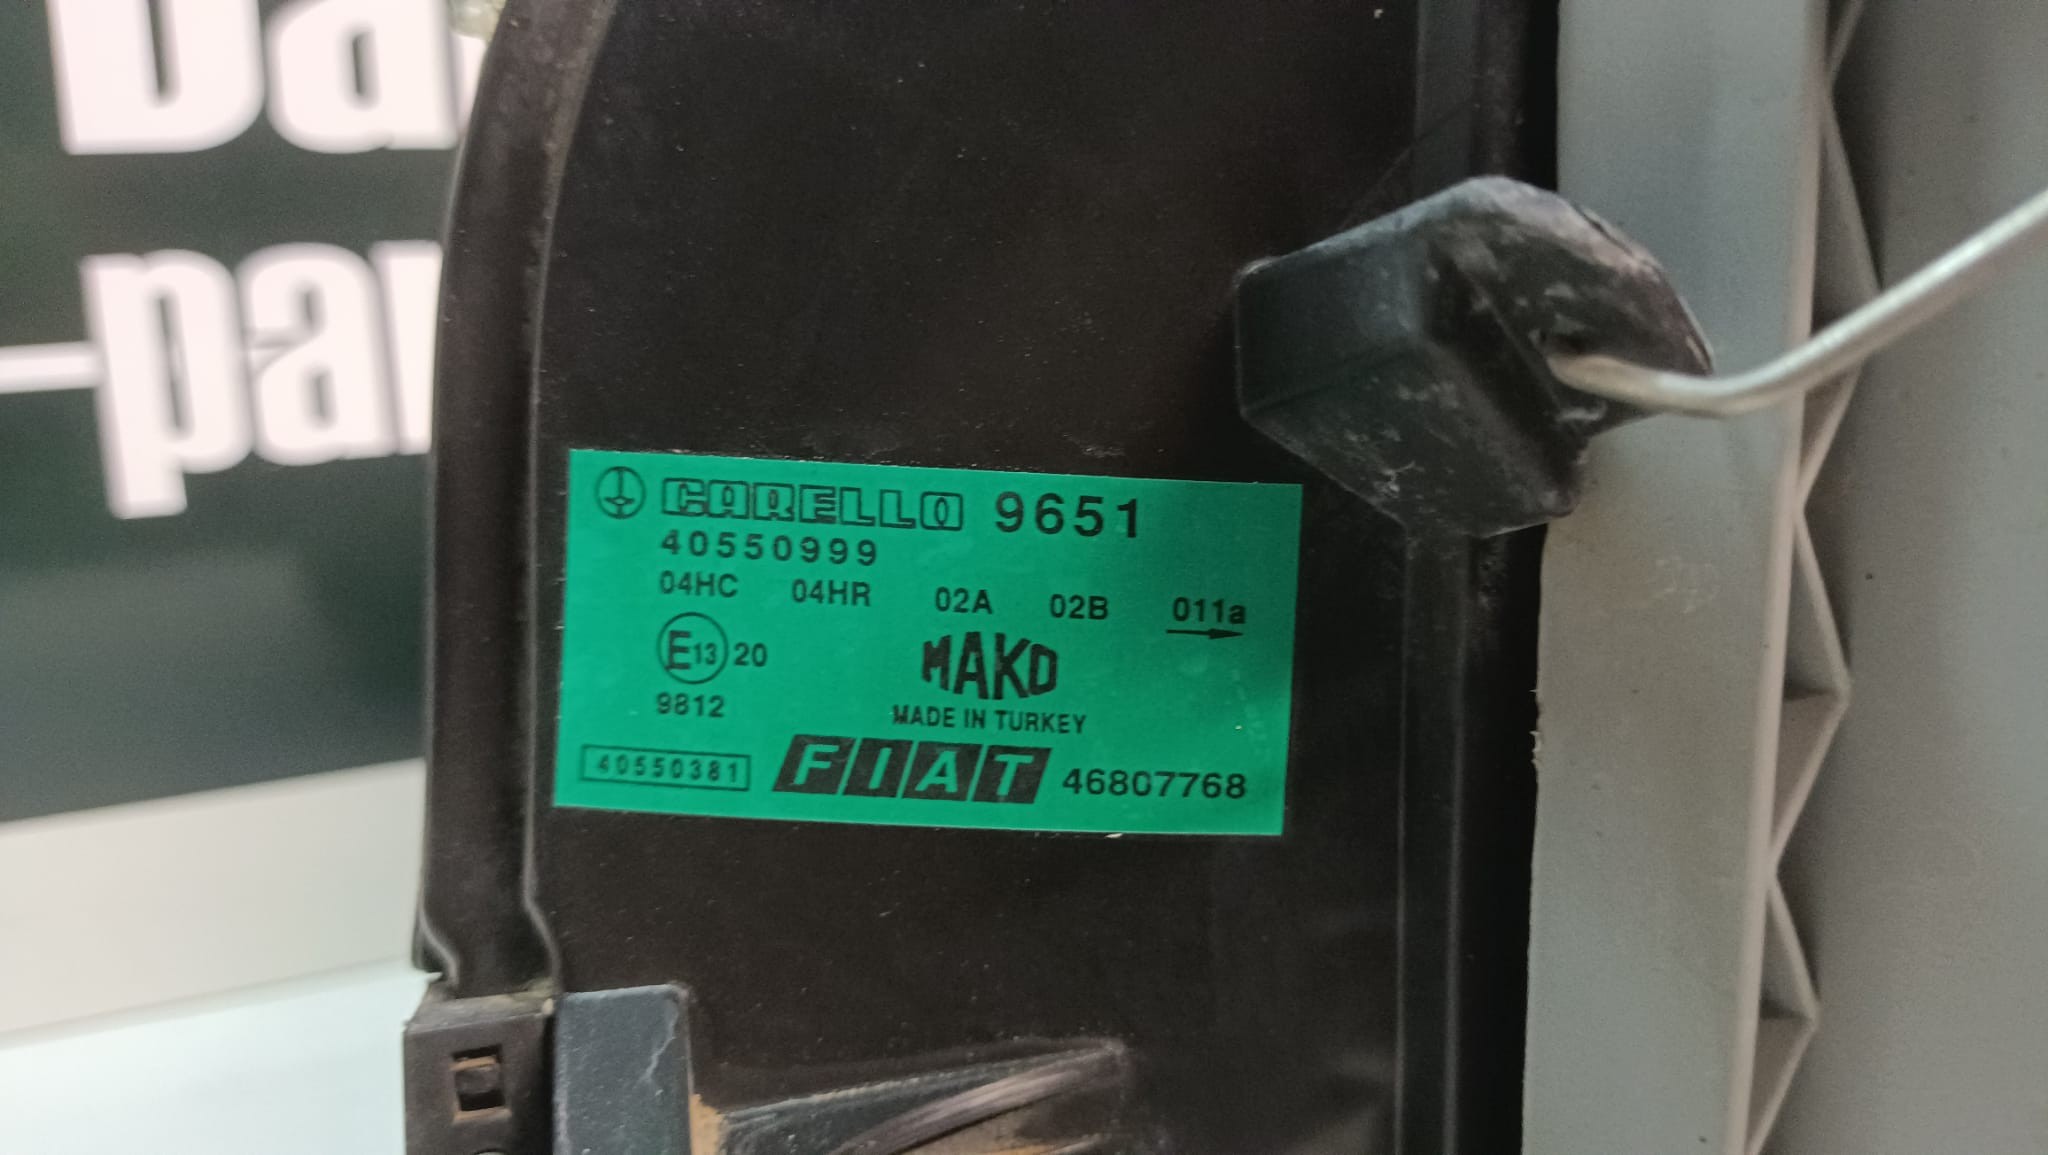 CARELLO 9651
40550999
04HC 04HR 02A 02B 011a
E13 20
MAKO
9812
MADE IN TURKEY
40550381 FIAT 46807768